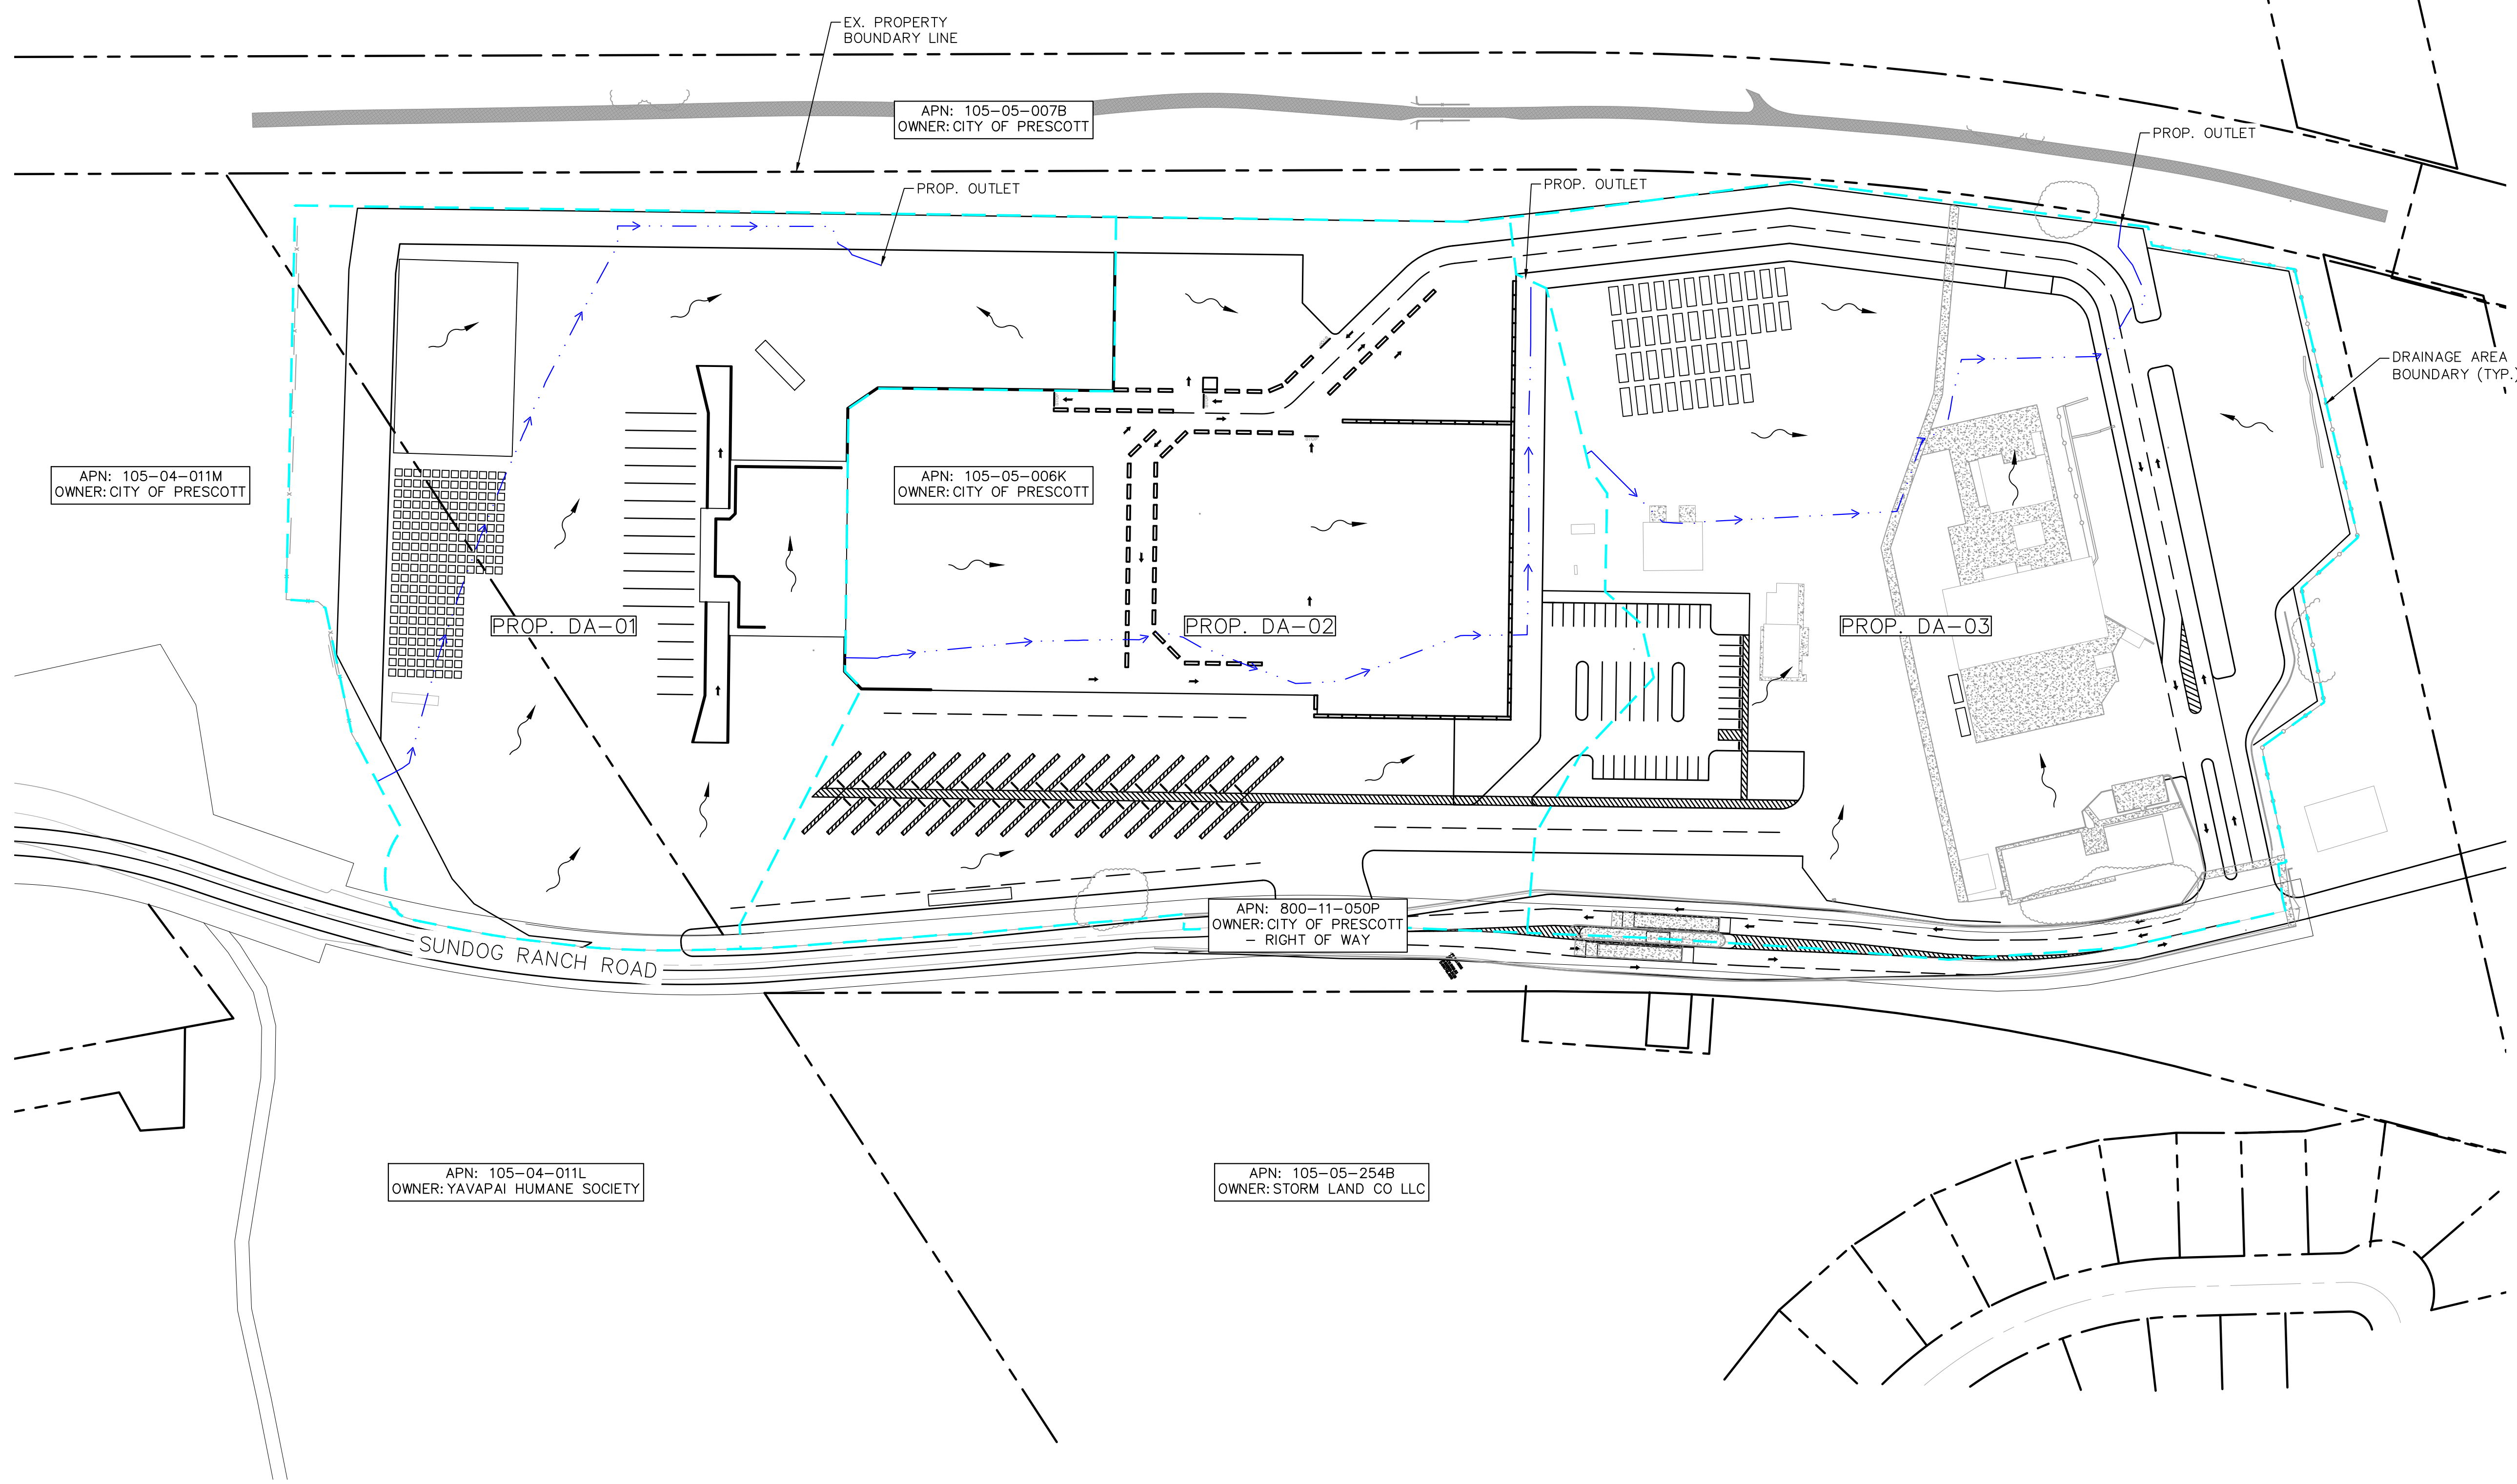 EX. PROPERTY
BOUNDARY LINE
APN: 105-05-007B
OWNER: CITY OF PRESCOTT
PROP. OUTLET
PROP. OUTLET
PROP. OUTLET
DRAINAGE AREA
BOUNDARY (TYP.)
APN: 105-04-011M
OWNER: CITY OF PRESCOTT
APN: 105-05-006K
OWNER: CITY OF PRESCOTT
PROP. DA-01
PROP. DA-02
PROP. DA-03
APN: 800-11-050P
OWNER: CITY OF PRESCOTT
- RIGHT OF WAY
SUNDOG RANCH ROAD
APN: 105-04-011L
OWNER: YAVAPAI HUMANE SOCIETY
APN: 105-05-254B
OWNER: STORM LAND CO LLC